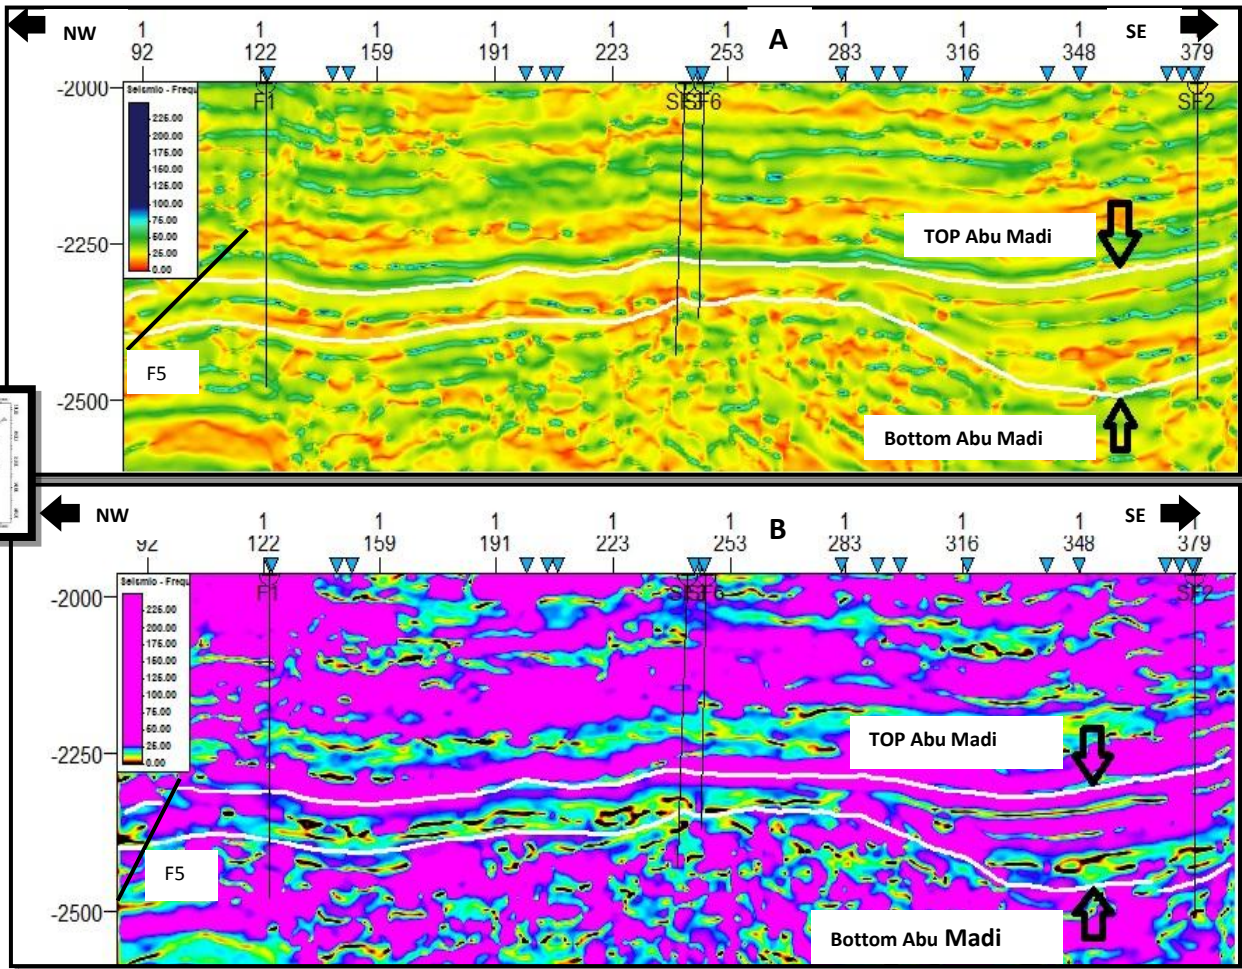 NW
A
SE
1 1 1 1 1 1 1 1 1 1
92 122 159 191 223 253 283 316 348 379
Seismio - Frequ
225.00
200.00
175.00
150.00
125.00
100.00
75.00
50.00
25.00
0.00
-2000
-2250
-2500
F1
F6
SF2
TOP Abu Madi
F5
Bottom Abu Madi
NW
B
SE
1 1 1 1 1 1 1 1 1
92 122 159 191 223 253 283 316 348 379
Seismio - Frequ
225.00
200.00
175.00
150.00
125.00
100.00
75.00
50.00
25.00
0.00
-2000
-2250
-2500
F1
F6
SF2
TOP Abu Madi
F5
Bottom Abu Madi